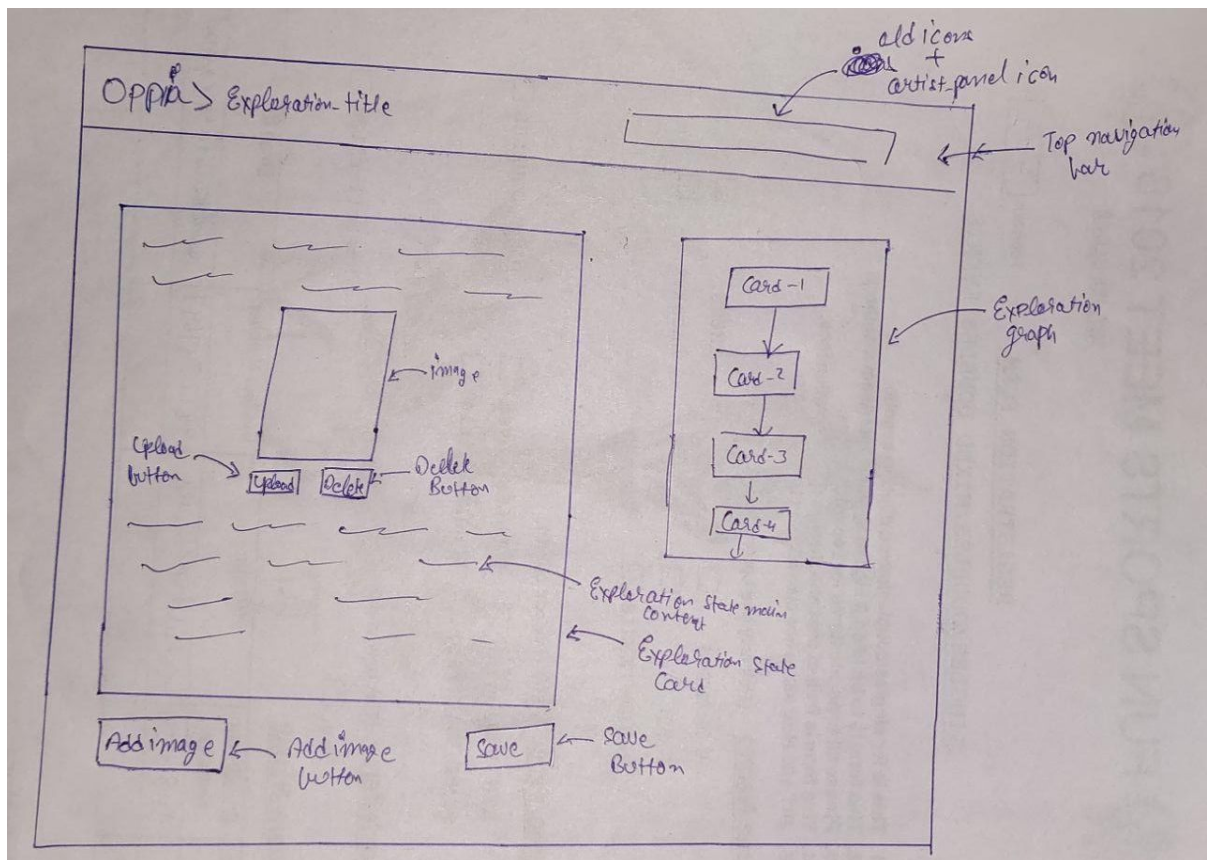 old icons
+
artist-panel icon
Oppia > Exploration-title
Top navigation
bar
Card-1
Exploration
graph
image
Card-2
Upload
button
Upload
Delete
Button
Card-3
Card-4
Exploration state main
content
Exploration state
Card
Add image
Add image
button
Save
Save
Button